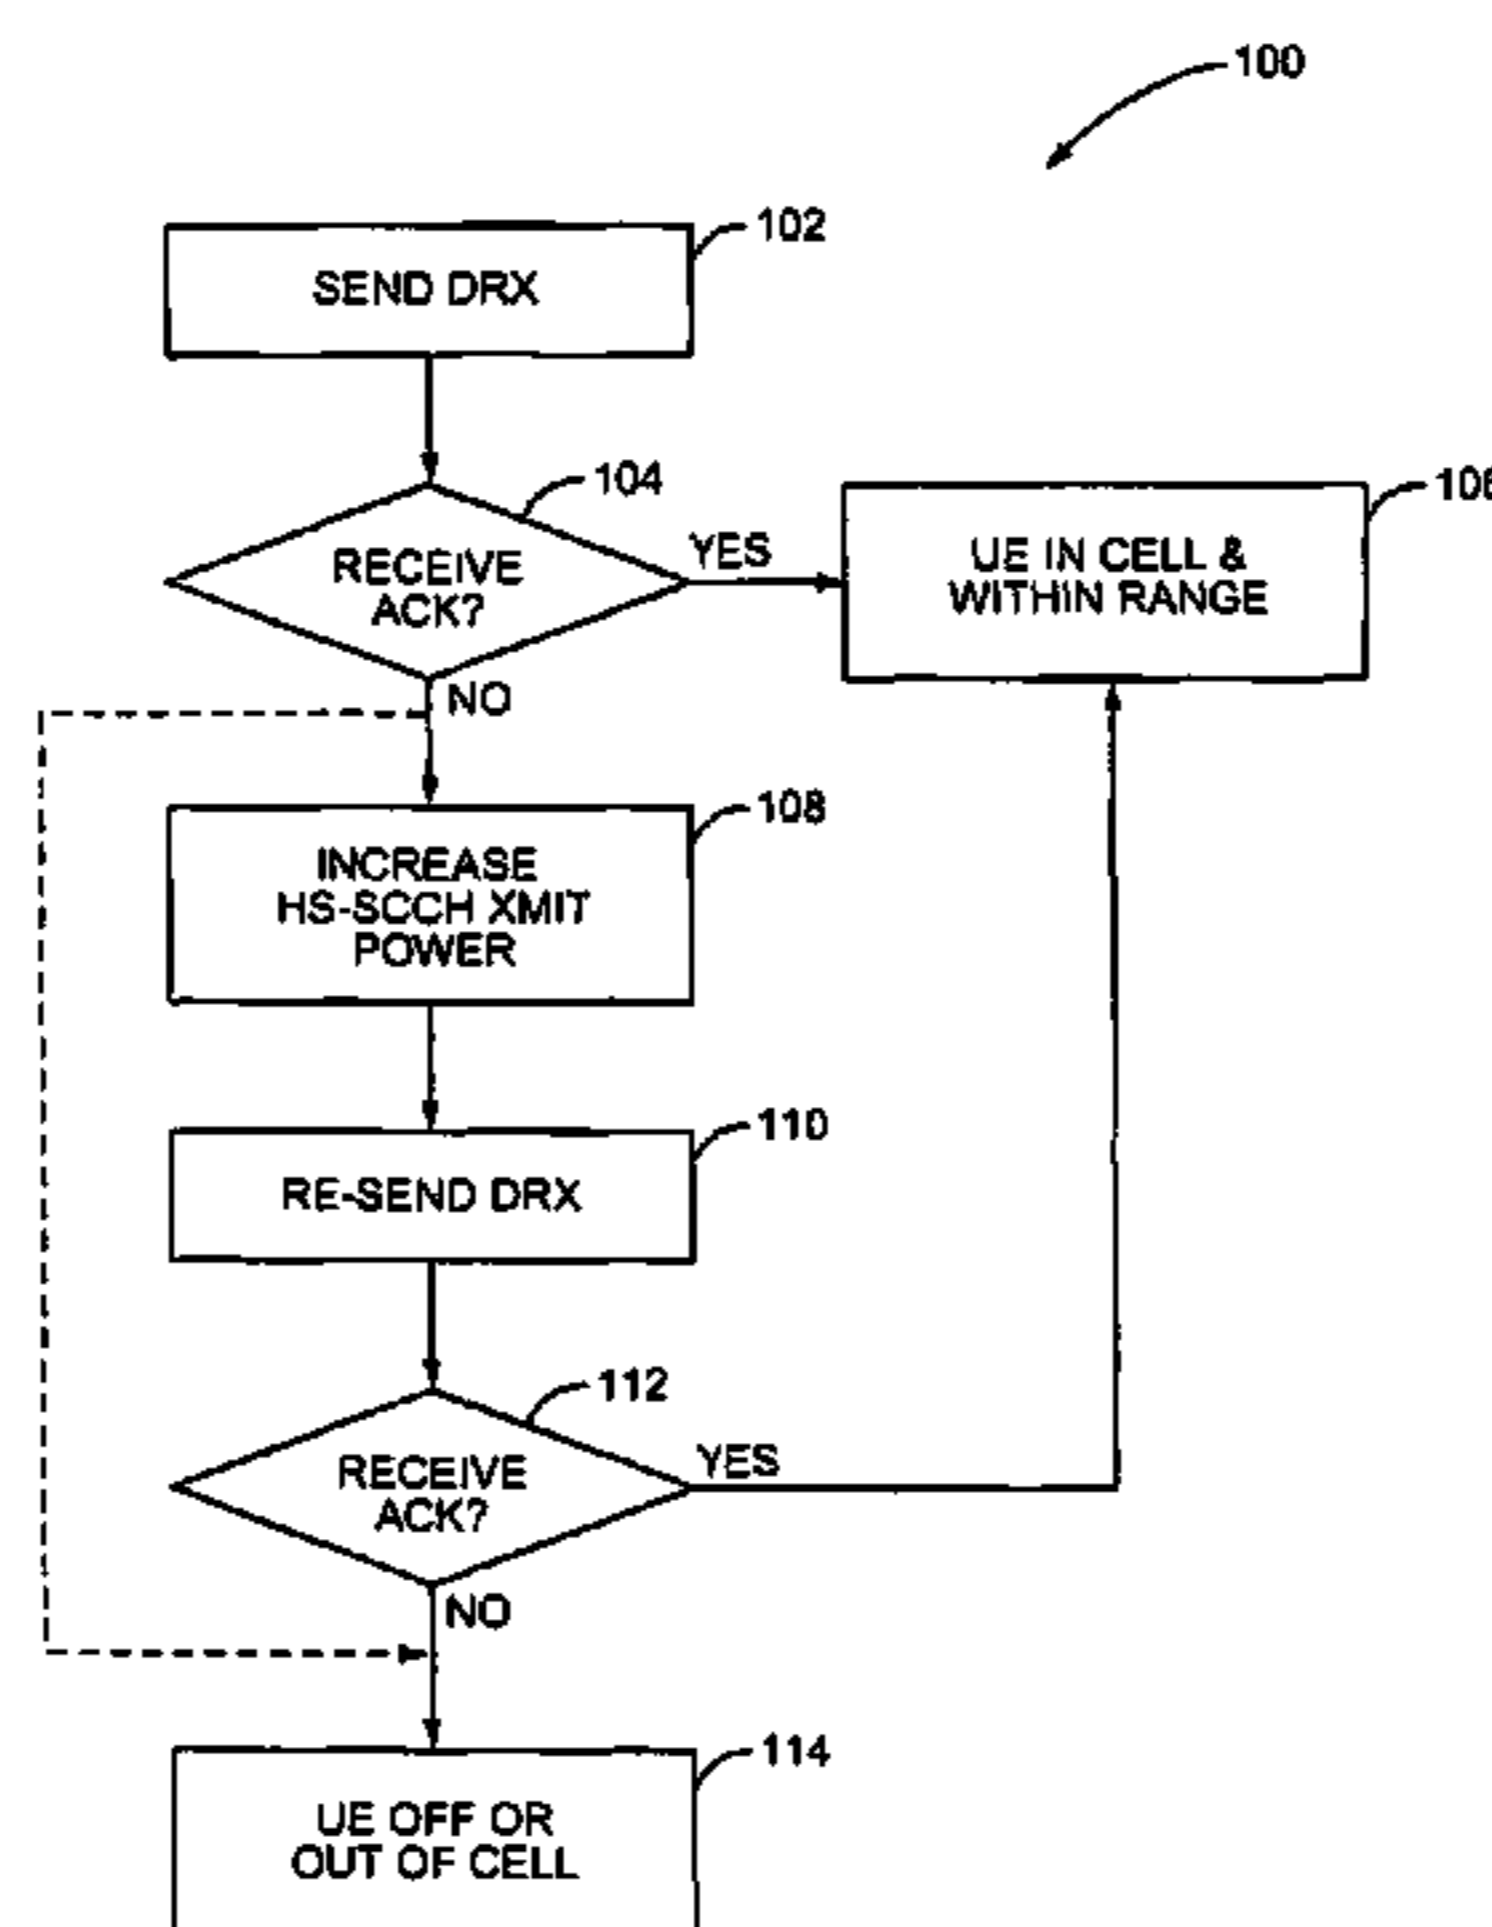 100
102
SEND DRX
104
RECEIVE
ACK?
YES
106
UE IN CELL &
WITHIN RANGE
NO
108
INCREASE
HS-SCCH XMIT
POWER
110
RE-SEND DRX
112
RECEIVE
ACK?
YES
NO
114
UE OFF OR
OUT OF CELL